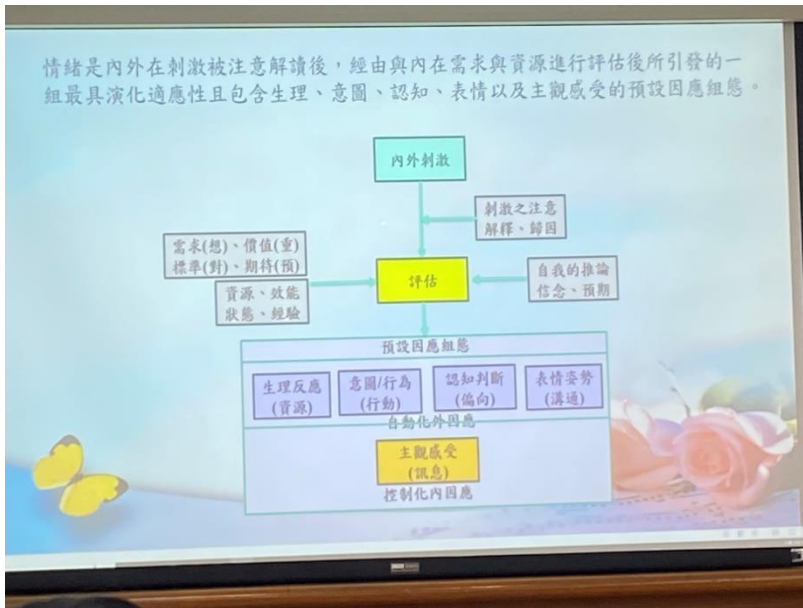 情緒是內外在刺激被注意解讀後，經由與內在需求與資源進行評估後所引發的一
組最具演化適應性且包含生理、意圖、認知、表情以及主觀感受的預設因應組態。
內外刺激
刺激之注意
解釋、歸因
需求(想)、價值(重)
標準(對)、期待(預)
資源、效能
狀態、經驗
評估
自我的推論
信念、預期
預設因應組態
生理反應
(資源)
意圖/行為
(行動)
認知判斷
(偏向)
表情姿勢
(溝通)
自動化外因應
主觀感受
(訊息)
控制化內因應